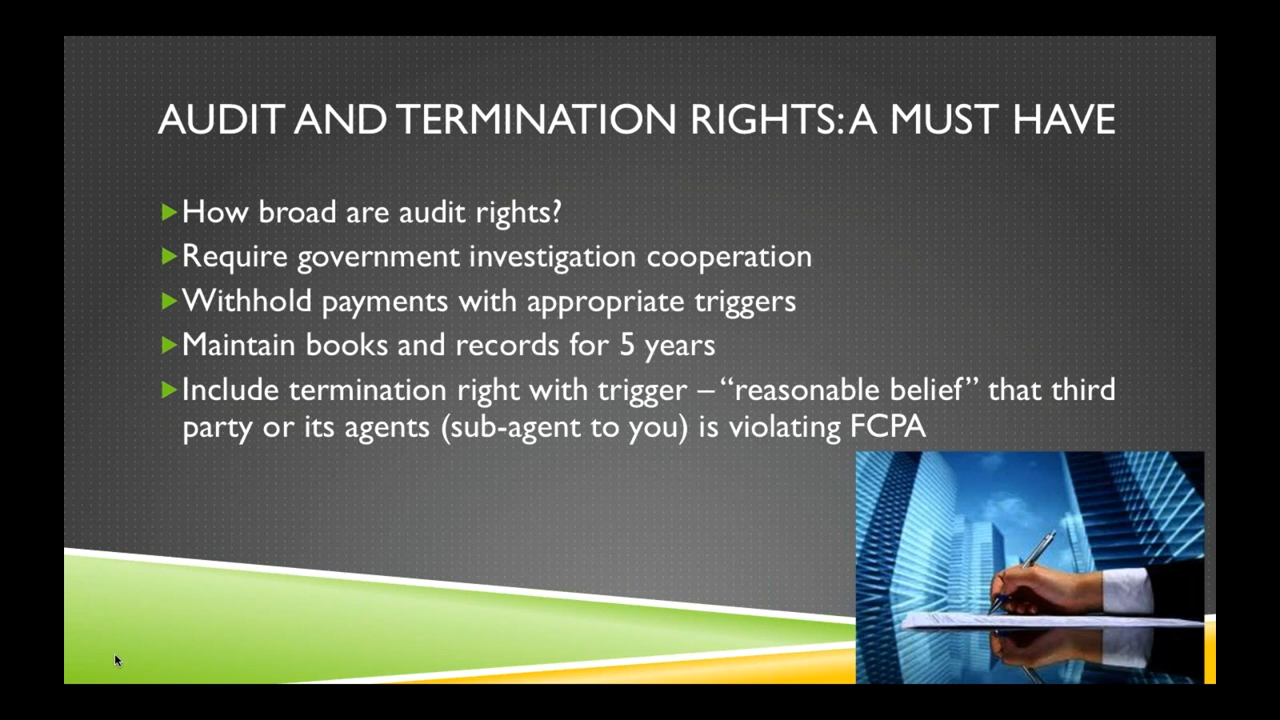 AUDIT AND TERMINATION RIGHTS: A MUST HAVE
How broad are audit rights?
Require government investigation cooperation
Withhold payments with appropriate triggers
Maintain books and records for 5 years
Include termination right with trigger – “reasonable belief” that third
party or its agents (sub-agent to you) is violating FCPA